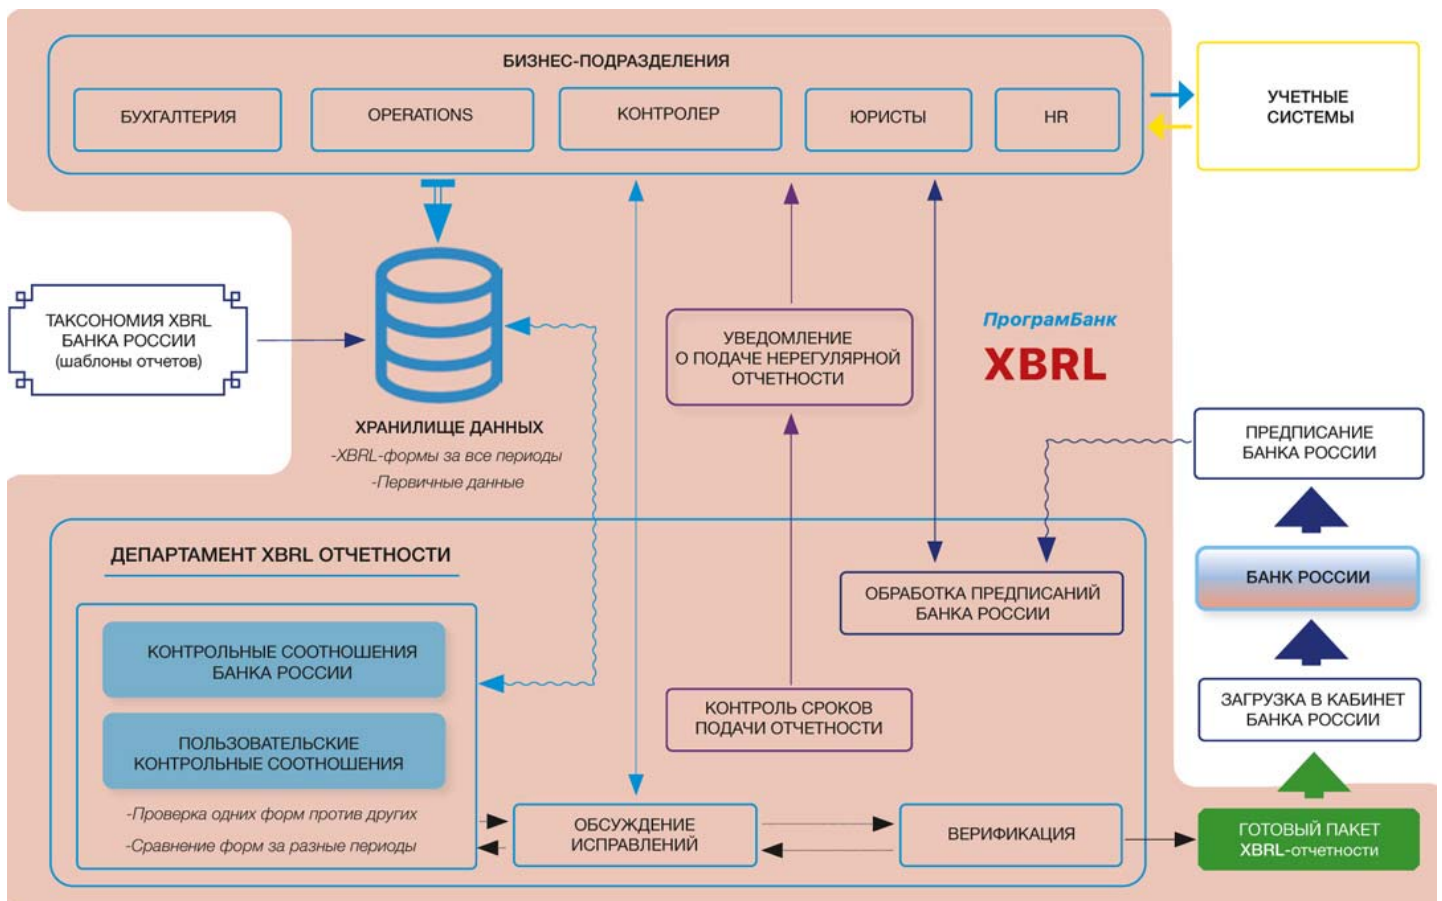 БИЗНЕС-ПОДРАЗДЕЛЕНИЯ
БУХГАЛТЕРИЯ
OPERATIONS
КОНТРОЛЕР
ЮРИСТЫ
HR
УЧЕТНЫЕ
СИСТЕМЫ
ТАКСОНОМИЯ XBRL
БАНКА РОССИИ
(шаблоны отчетов)
ХРАНИЛИЩЕ ДАННЫХ
-XBRL-формы за все периоды
-Первичные данные
УВЕДОМЛЕНИЕ
О ПОДАЧЕ НЕРЕГУЛЯРНОЙ
ОТЧЕТНОСТИ
ПрограмБанк
XBRL
ПРЕДПИСАНИЕ
БАНКА РОССИИ
БАНК РОССИИ
ЗАГРУЗКА В КАБИНЕТ
БАНКА РОССИИ
ГОТОВЫЙ ПАКЕТ
XBRL-отчетности
ДЕПАРТАМЕНТ XBRL ОТЧЕТНОСТИ
КОНТРОЛЬНЫЕ СООТНОШЕНИЯ
БАНКА РОССИИ
ПОЛЬЗОВАТЕЛЬСКИЕ
КОНТРОЛЬНЫЕ СООТНОШЕНИЯ
-Проверка одних форм против других
-Сравнение форм за разные периоды
ОБРАБОТКА ПРЕДПИСАНИЙ
БАНКА РОССИИ
КОНТРОЛЬ СРОКОВ
ПОДАЧИ ОТЧЕТНОСТИ
ОБСУЖДЕНИЕ
ИСПРАВЛЕНИЙ
ВЕРИФИКАЦИЯ